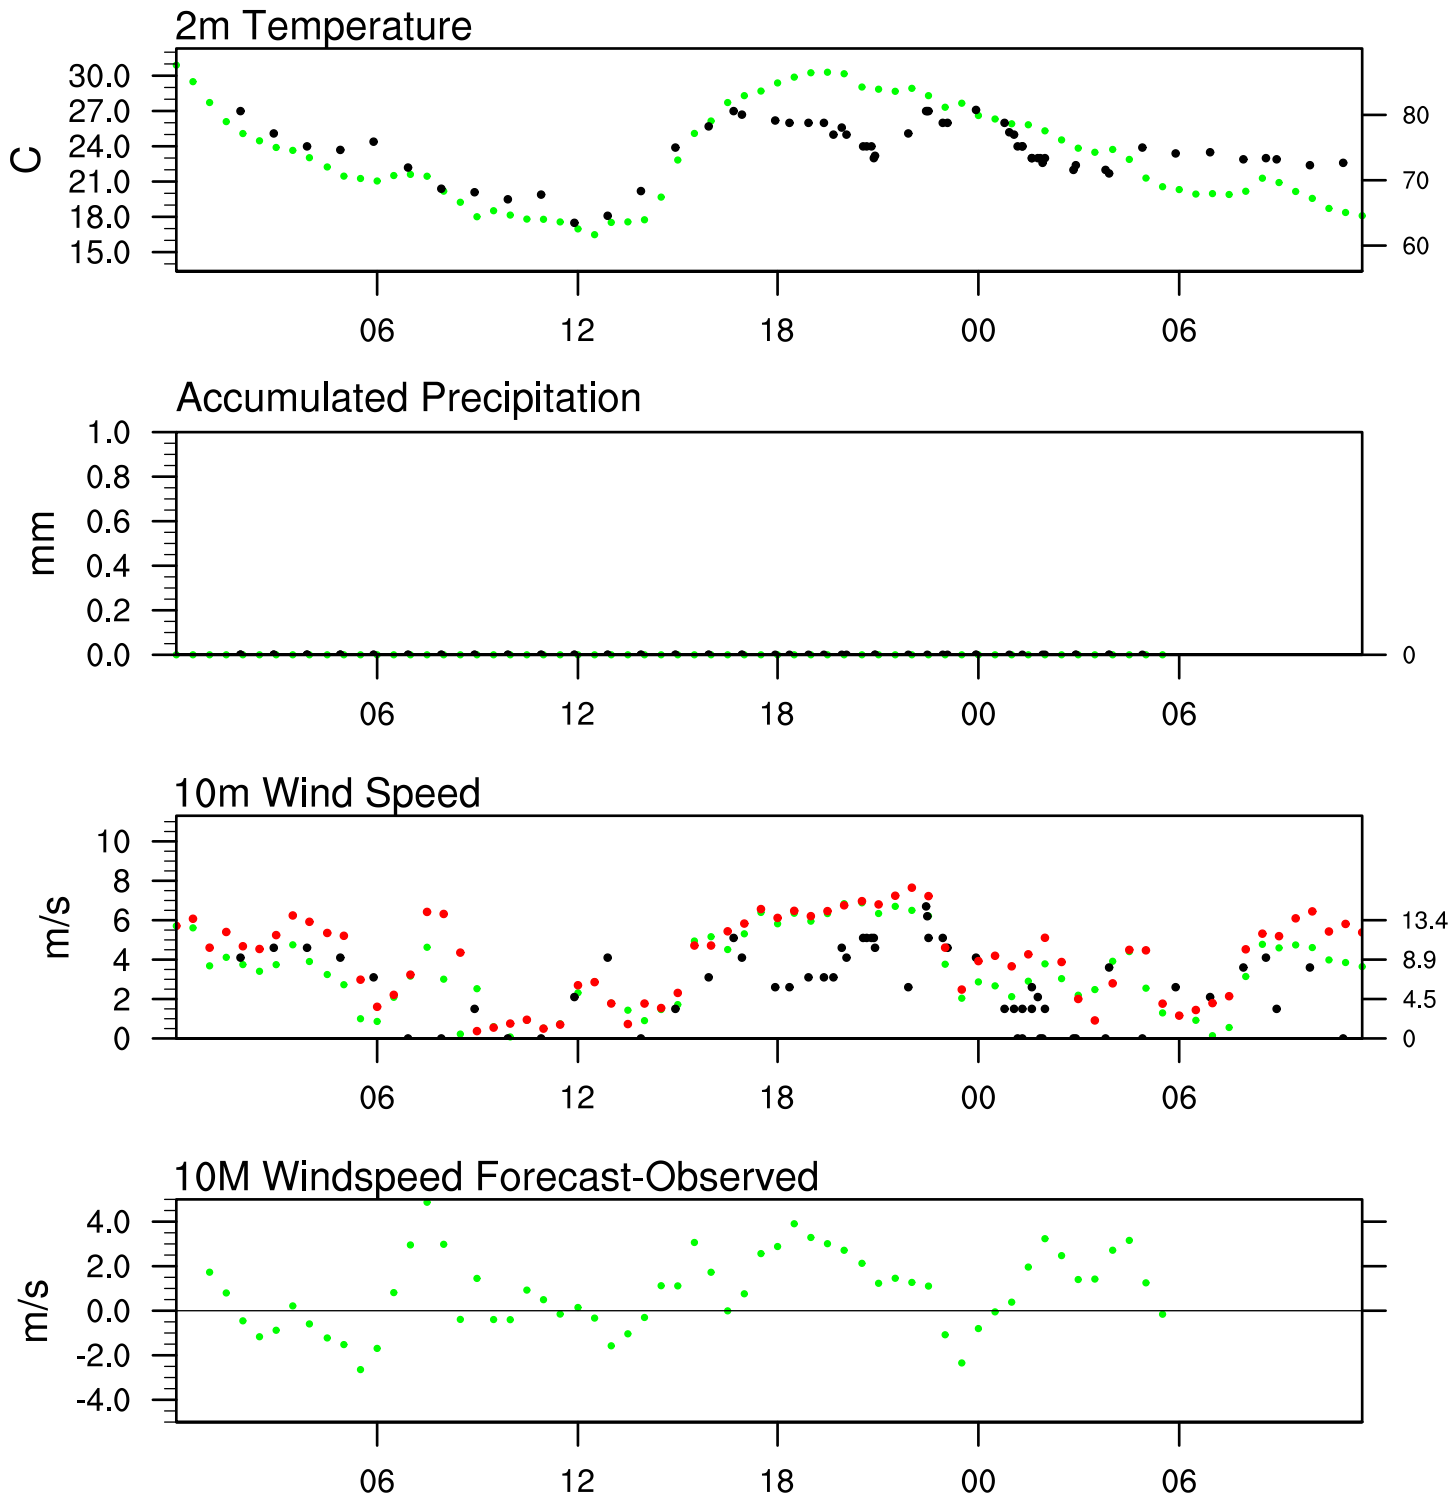 2m Temperature
30.0
27.0
24.0
21.0
18.0
15.0
C
80
70
60
06 12 18 00 06
Accumulated Precipitation
1.0
0.8
0.6
0.4
0.2
0.0
mm
0
06 12 18 00 06
10m Wind Speed
10
8
6
4
2
0
m/s
13.4
8.9
4.5
0
06 12 18 00 06
10M Windspeed Forecast-Observed
4.0
2.0
0.0
-2.0
-4.0
m/s
06 12 18 00 06